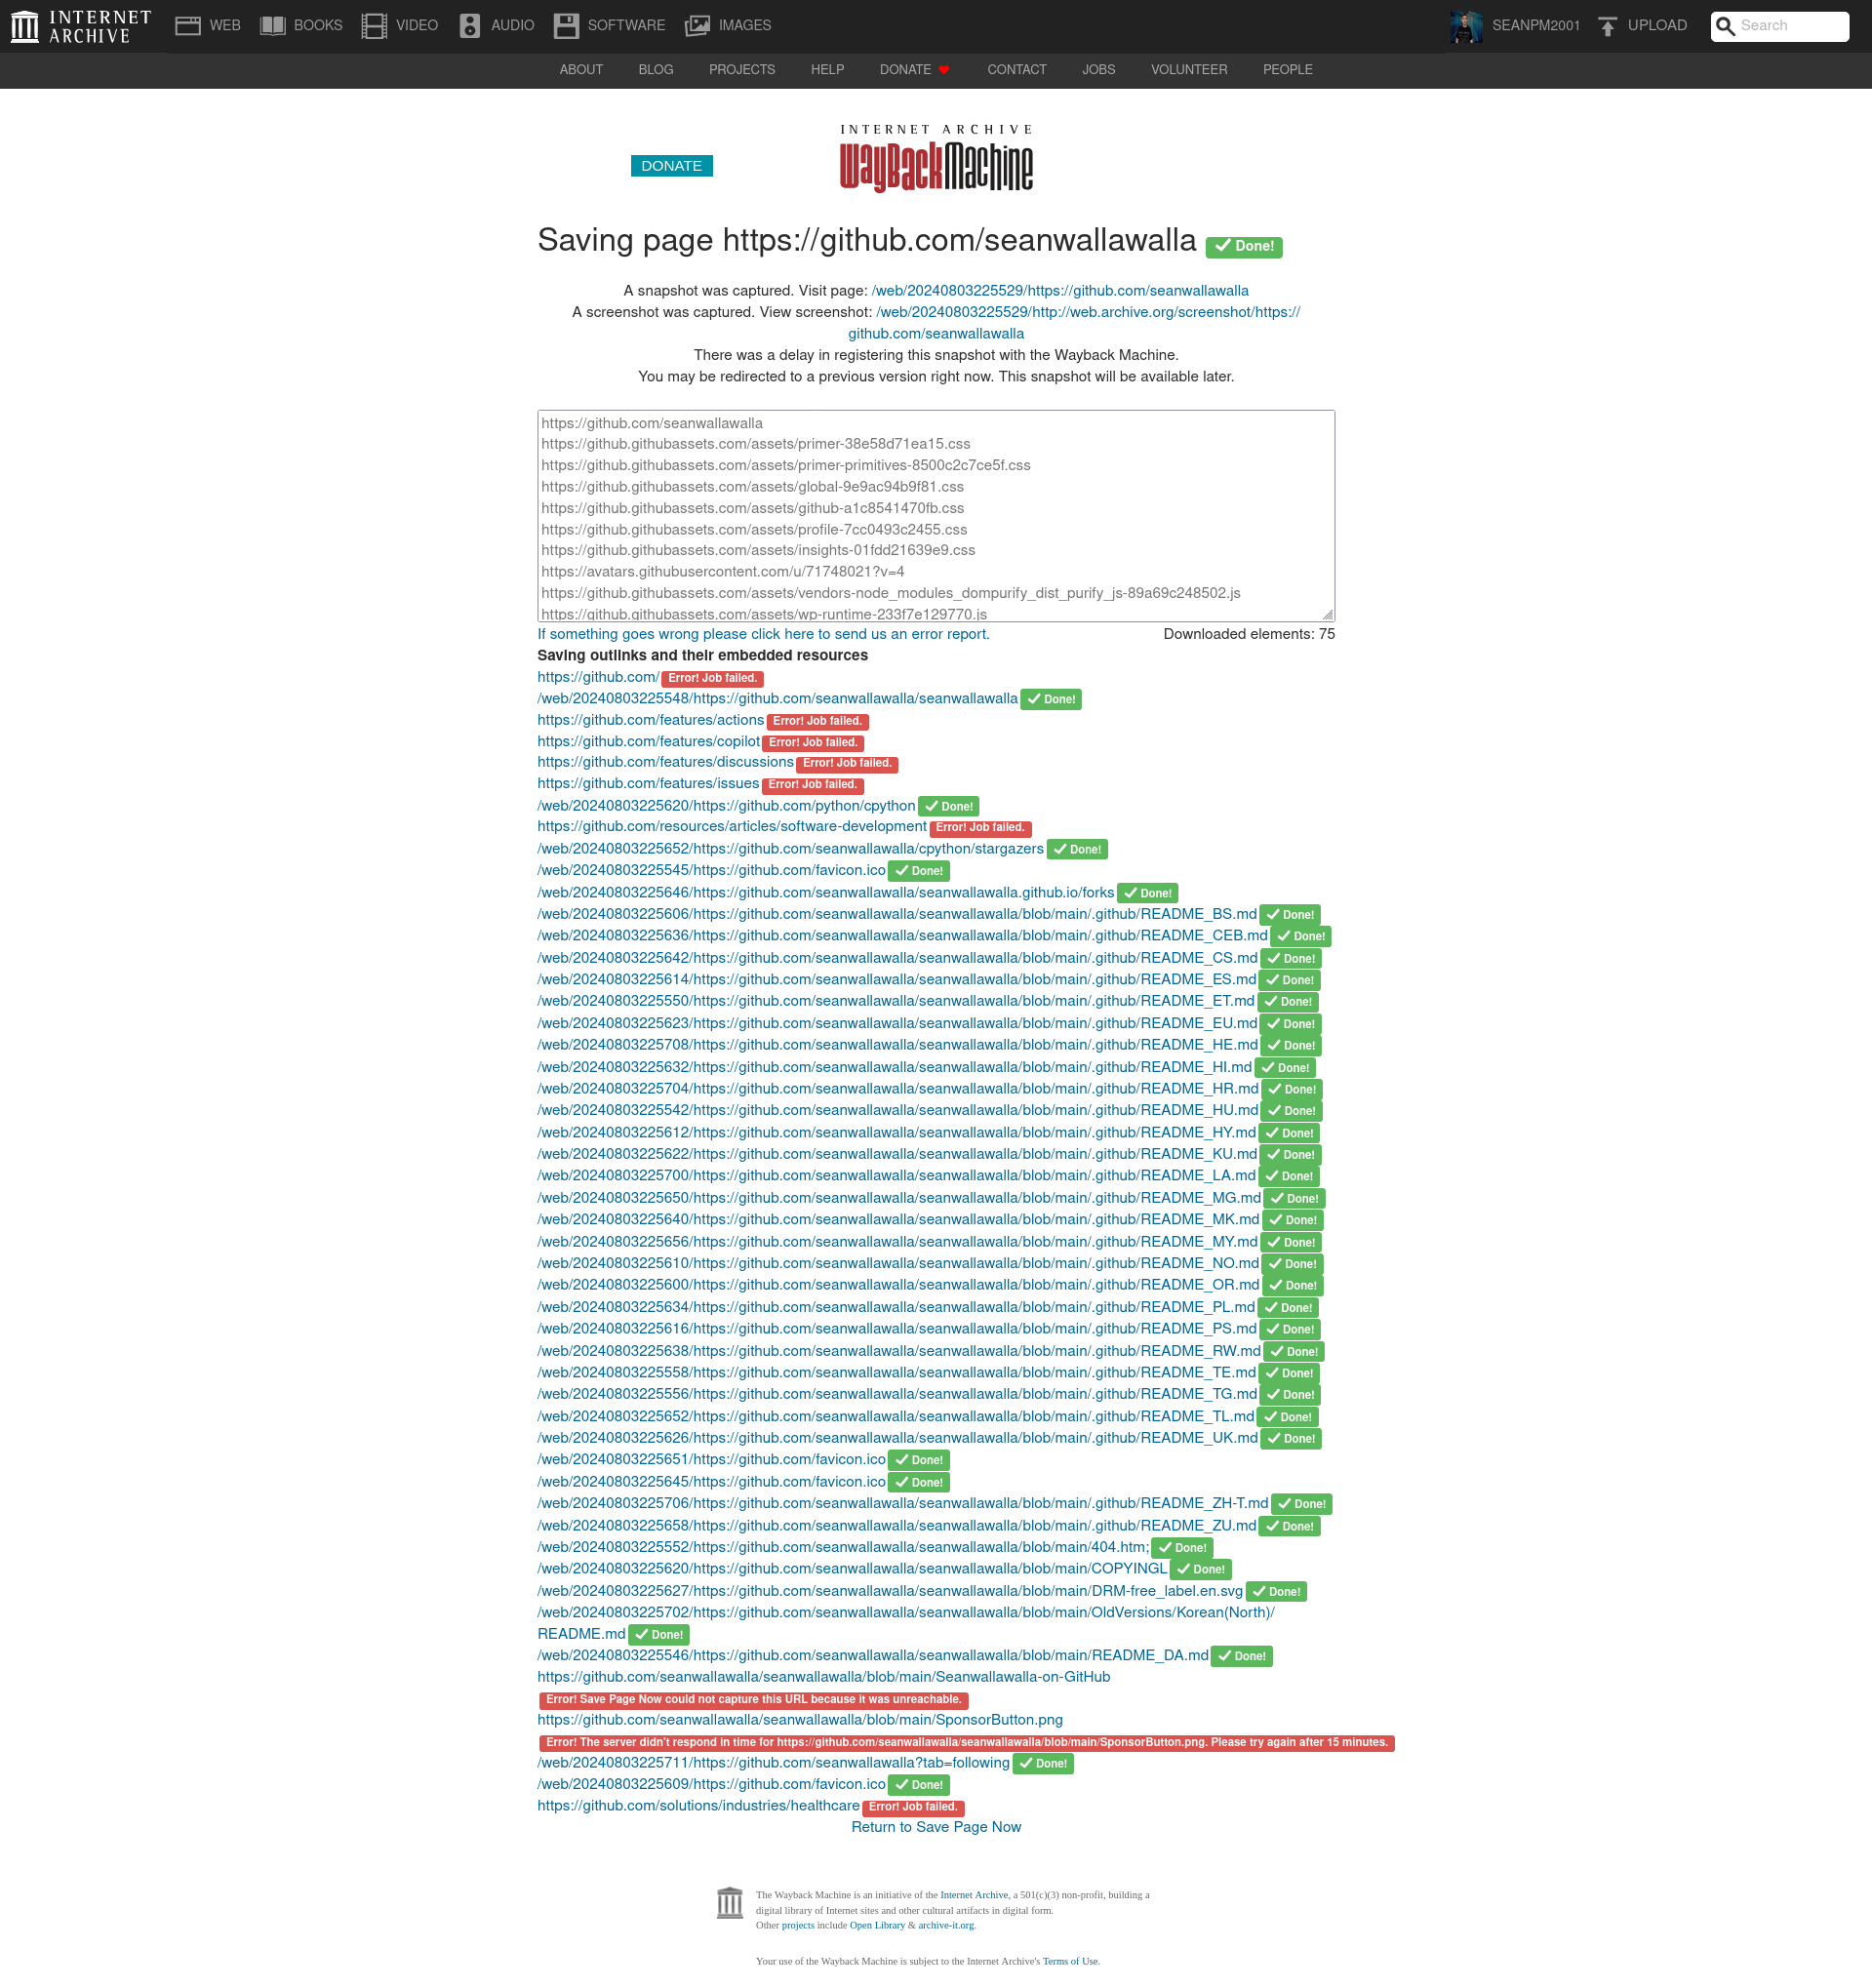 INTERNET ARCHIVE
WEB
BOOKS
VIDEO
AUDIO
SOFTWARE
IMAGES
SEANPM2001
UPLOAD
Search
ABOUT
BLOG
PROJECTS
HELP
DONATE
CONTACT
JOBS
VOLUNTEER
PEOPLE
INTERNET ARCHIVE
WayBackMachine
DONATE
Saving page https://github.com/seanwallawalla Done!
A snapshot was captured. Visit page: /web/20240803225529/https://github.com/seanwallawalla
A screenshot was captured. View screenshot: /web/20240803225529/http://web.archive.org/screenshot/https://
github.com/seanwallawalla
There was a delay in registering this snapshot with the Wayback Machine.
You may be redirected to a previous version right now. This snapshot will be available later.
https://github.com/seanwallawalla
https://github.githubassets.com/assets/primer-38e58d71ea15.css
https://github.githubassets.com/assets/primer-primitives-8500c2c7ce5f.css
https://github.githubassets.com/assets/global-9e9ac94b9f81.css
https://github.githubassets.com/assets/github-a1c8541470fb.css
https://github.githubassets.com/assets/profile-7cc0493c2455.css
https://github.githubassets.com/assets/insights-01fdd21639e9.css
https://avatars.githubusercontent.com/u/71748021?v=4
https://github.githubassets.com/assets/vendors-node_modules_dompurify_dist_purify_js-89a69c248502.js
https://github.githubassets.com/assets/wp-runtime-233f7e129770.js
If something goes wrong please click here to send us an error report. Downloaded elements: 75
Saving outlinks and their embedded resources
https://github.com/ Error! Job failed.
/web/20240803225548/https://github.com/seanwallawalla/seanwallawalla Done!
https://github.com/features/actions Error! Job failed.
https://github.com/features/copilot Error! Job failed.
https://github.com/features/discussions Error! Job failed.
https://github.com/features/issues Error! Job failed.
/web/20240803225620/https://github.com/python/cpython Done!
https://github.com/resources/articles/software-development Error! Job failed.
/web/20240803225652/https://github.com/seanwallawalla/cpython/stargazers Done!
/web/20240803225545/https://github.com/favicon.ico Done!
/web/20240803225646/https://github.com/seanwallawalla/seanwallawalla.github.io/forks Done!
/web/20240803225606/https://github.com/seanwallawalla/seanwallawalla/blob/main/.github/README_BS.md Done!
/web/20240803225636/https://github.com/seanwallawalla/seanwallawalla/blob/main/.github/README_CEB.md Done!
/web/20240803225642/https://github.com/seanwallawalla/seanwallawalla/blob/main/.github/README_CS.md Done!
/web/20240803225614/https://github.com/seanwallawalla/seanwallawalla/blob/main/.github/README_ES.md Done!
/web/20240803225550/https://github.com/seanwallawalla/seanwallawalla/blob/main/.github/README_ET.md Done!
/web/20240803225623/https://github.com/seanwallawalla/seanwallawalla/blob/main/.github/README_EU.md Done!
/web/20240803225708/https://github.com/seanwallawalla/seanwallawalla/blob/main/.github/README_HE.md Done!
/web/20240803225632/https://github.com/seanwallawalla/seanwallawalla/blob/main/.github/README_HI.md Done!
/web/20240803225704/https://github.com/seanwallawalla/seanwallawalla/blob/main/.github/README_HR.md Done!
/web/20240803225542/https://github.com/seanwallawalla/seanwallawalla/blob/main/.github/README_HU.md Done!
/web/20240803225612/https://github.com/seanwallawalla/seanwallawalla/blob/main/.github/README_HY.md Done!
/web/20240803225622/https://github.com/seanwallawalla/seanwallawalla/blob/main/.github/README_KU.md Done!
/web/20240803225700/https://github.com/seanwallawalla/seanwallawalla/blob/main/.github/README_LA.md Done!
/web/20240803225650/https://github.com/seanwallawalla/seanwallawalla/blob/main/.github/README_MG.md Done!
/web/20240803225640/https://github.com/seanwallawalla/seanwallawalla/blob/main/.github/README_MK.md Done!
/web/20240803225656/https://github.com/seanwallawalla/seanwallawalla/blob/main/.github/README_MY.md Done!
/web/20240803225610/https://github.com/seanwallawalla/seanwallawalla/blob/main/.github/README_NO.md Done!
/web/20240803225600/https://github.com/seanwallawalla/seanwallawalla/blob/main/.github/README_OR.md Done!
/web/20240803225634/https://github.com/seanwallawalla/seanwallawalla/blob/main/.github/README_PL.md Done!
/web/20240803225616/https://github.com/seanwallawalla/seanwallawalla/blob/main/.github/README_PS.md Done!
/web/20240803225638/https://github.com/seanwallawalla/seanwallawalla/blob/main/.github/README_RW.md Done!
/web/20240803225558/https://github.com/seanwallawalla/seanwallawalla/blob/main/.github/README_TE.md Done!
/web/20240803225556/https://github.com/seanwallawalla/seanwallawalla/blob/main/.github/README_TG.md Done!
/web/20240803225652/https://github.com/seanwallawalla/seanwallawalla/blob/main/.github/README_TL.md Done!
/web/20240803225626/https://github.com/seanwallawalla/seanwallawalla/blob/main/.github/README_UK.md Done!
/web/20240803225651/https://github.com/favicon.ico Done!
/web/20240803225645/https://github.com/favicon.ico Done!
/web/20240803225706/https://github.com/seanwallawalla/seanwallawalla/blob/main/.github/README_ZH-T.md Done!
/web/20240803225658/https://github.com/seanwallawalla/seanwallawalla/blob/main/.github/README_ZU.md Done!
/web/20240803225552/https://github.com/seanwallawalla/seanwallawalla/blob/main/404.htm; Done!
/web/20240803225620/https://github.com/seanwallawalla/seanwallawalla/blob/main/COPYINGL Done!
/web/20240803225627/https://github.com/seanwallawalla/seanwallawalla/blob/main/DRM-free_label.en.svg Done!
/web/20240803225702/https://github.com/seanwallawalla/seanwallawalla/blob/main/OldVersions/Korean(North)/
README.md Done!
/web/20240803225546/https://github.com/seanwallawalla/seanwallawalla/blob/main/README_DA.md Done!
https://github.com/seanwallawalla/seanwallawalla/blob/main/Seanwallawalla-on-GitHub
Error! Save Page Now could not capture this URL because it was unreachable.
https://github.com/seanwallawalla/seanwallawalla/blob/main/SponsorButton.png
Error! The server didn't respond in time for https://github.com/seanwallawalla/seanwallawalla/blob/main/SponsorButton.png. Please try again after 15 minutes.
/web/20240803225711/https://github.com/seanwallawalla?tab=following Done!
/web/20240803225609/https://github.com/favicon.ico Done!
https://github.com/solutions/industries/healthcare Error! Job failed.
Return to Save Page Now
The Wayback Machine is an initiative of the Internet Archive, a 501(c)(3) non-profit, building a
digital library of Internet sites and other cultural artifacts in digital form.
Other projects include Open Library & archive-it.org.
Your use of the Wayback Machine is subject to the Internet Archive's Terms of Use.